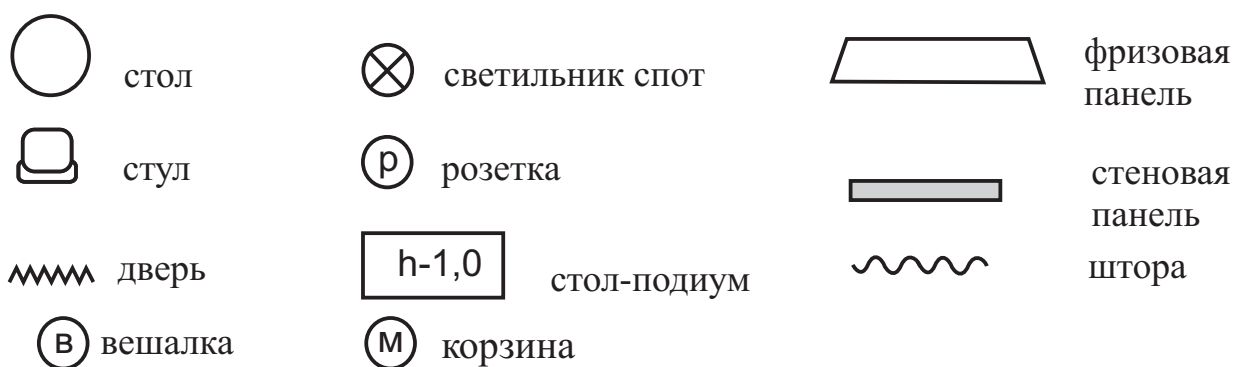 стол
стул
дверь
в вешалка
светильник спот
р розетка
h-1,0 стол-подиум
м корзина
фризовая
панель
стеновая
панель
штора